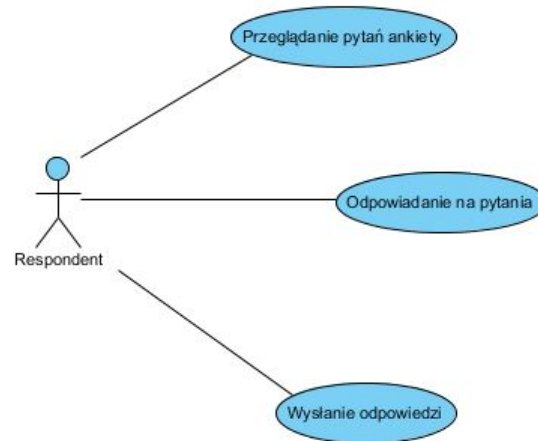 Przeglądanie pytań ankiety
Odpowiadanie na pytania
Respondent
Wysłanie odpowiedzi